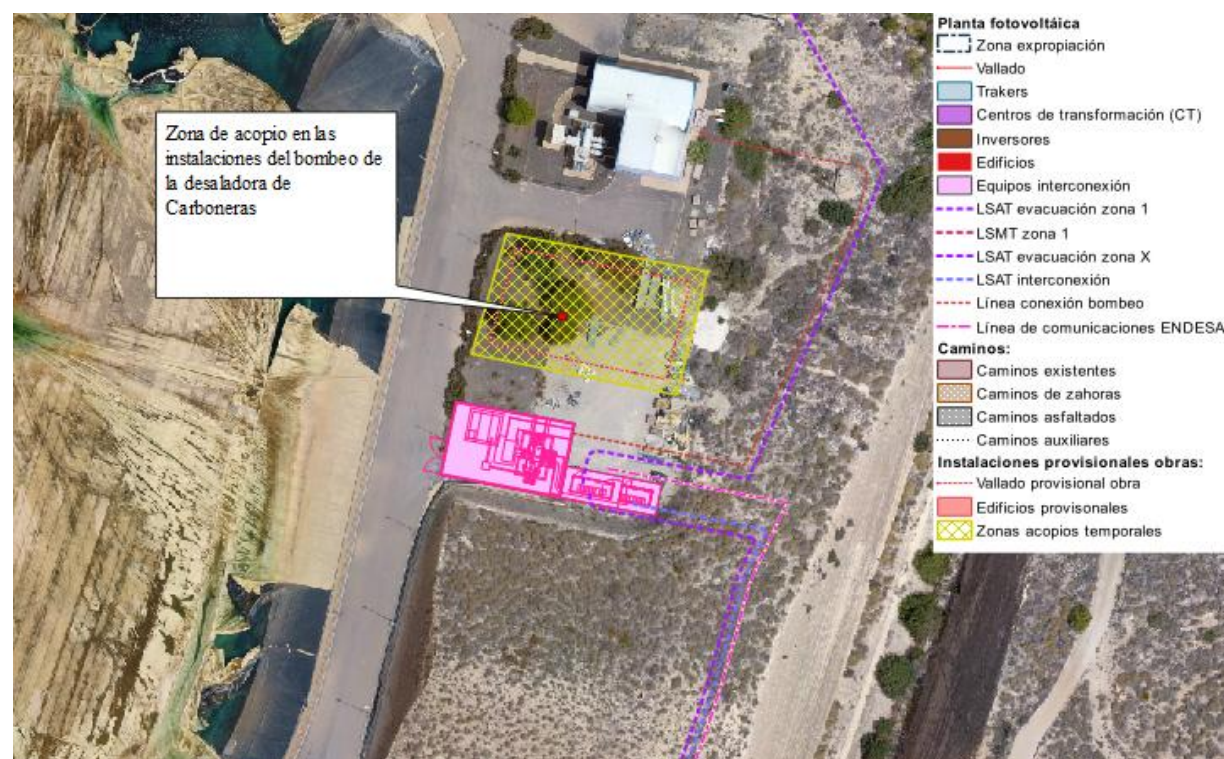 Zona de acopio en las
instalaciones del bombeo de
la desaladora de
Carboneras
Planta fotovoltáica
Zona expropiación
Vallado
Trakers
Centros de transformación (CT)
Inversores
Edificios
Equipos interconexión
LSAT evacuación zona 1
LSMT zona 1
LSAT evacuación zona X
LSAT interconexión
Línea conexión bombeo
Línea de comunicaciones ENDESA
Caminos:
Caminos existentes
Caminos de zahoras
Caminos asfaltados
Caminos auxiliares
Instalaciones provisionales obras:
Vallado provisional obra
Edificios provisonales
Zonas acopios temporales